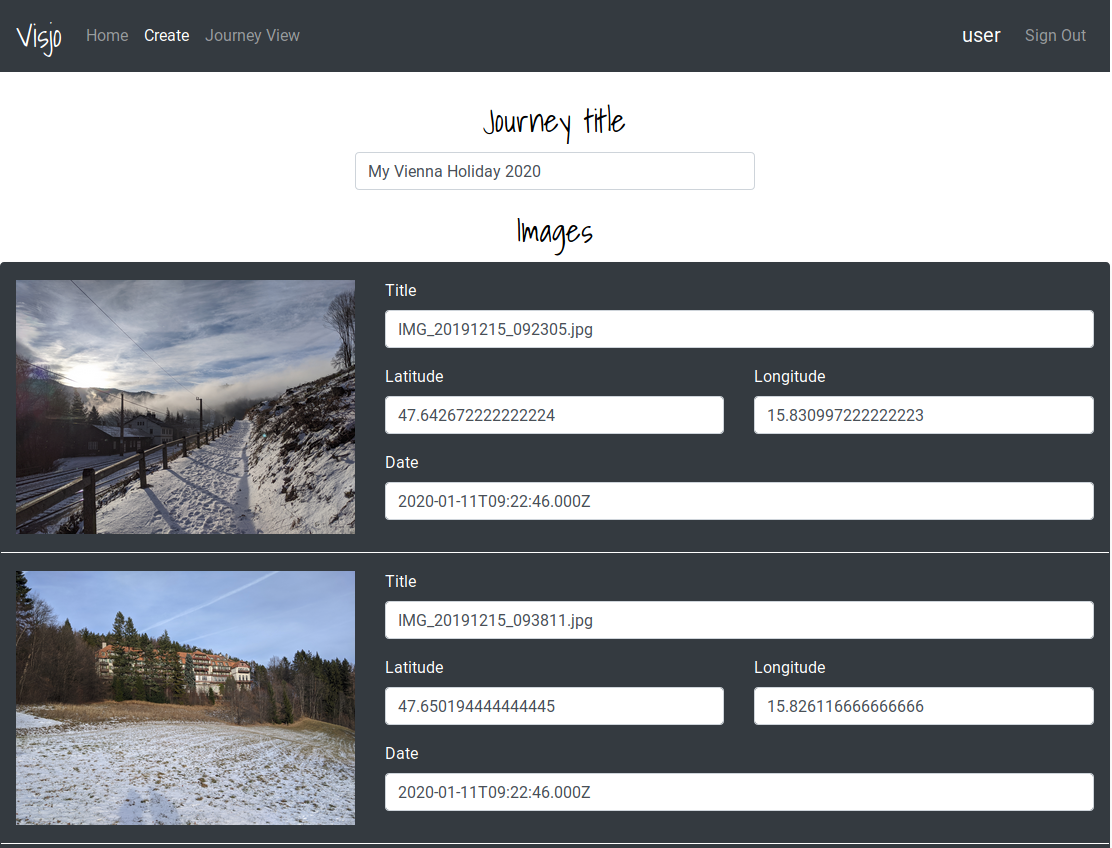 Visjo Home Create Journey View user Sign Out
Journey title
My Vienna Holiday 2020
Images
Title
IMG_20191215_092305.jpg
Latitude Longitude
47.642672222222224 15.830997222222223
Date
2020-01-11T09:22:46.000Z
Title
IMG_20191215_093811.jpg
Latitude Longitude
47.650194444444445 15.826116666666666
Date
2020-01-11T09:22:46.000Z